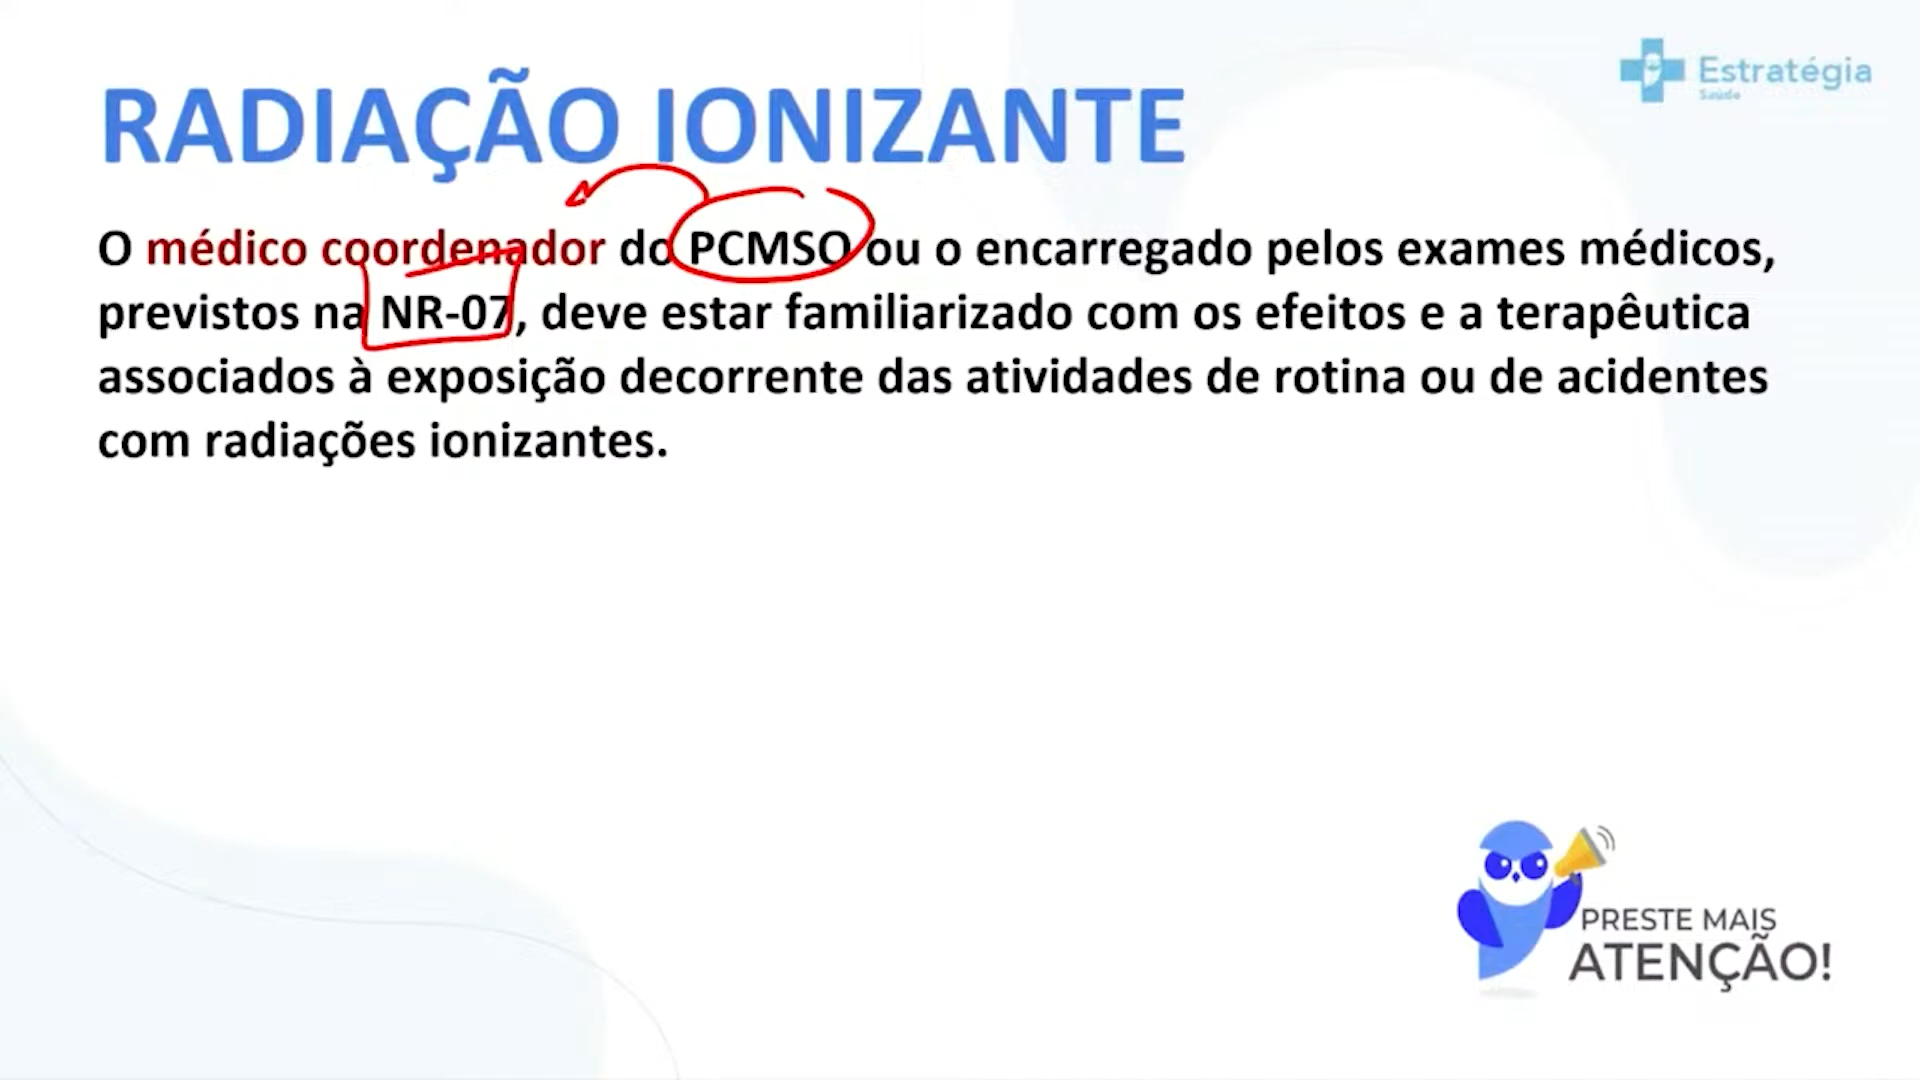 Estratégia
Saúde
RADIAÇÃO IONIZANTE
O médico coordenador do PCMSO ou o encarregado pelos exames médicos,
previstos na NR-07, deve estar familiarizado com os efeitos e a terapêutica
associados à exposição decorrente das atividades de rotina ou de acidentes
com radiações ionizantes.
PRESTE MAIS
ATENÇÃO!